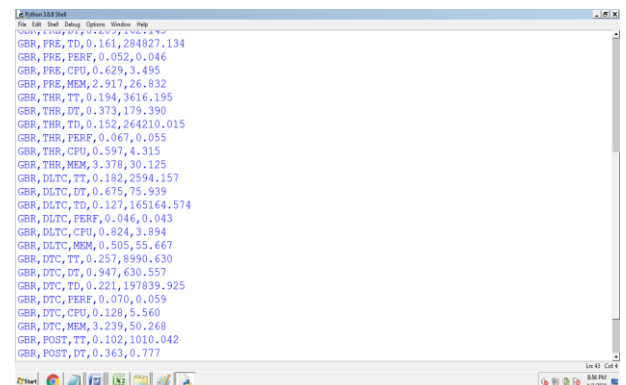 Python 3.6.8 Shell
File Edit Shell Debug Options Window Help
GBR,PRE,TD,0.161,284827.134
GBR,PRE,PERF,0.052,0.046
GBR,PRE,CPU,0.629,3.495
GBR,PRE,MEM,2.917,26.832
GBR,THR,TT,0.194,3616.195
GBR,THR,DT,0.373,179.390
GBR,THR,TD,0.152,264210.015
GBR,THR,PERF,0.067,0.055
GBR,THR,CPU,0.597,4.315
GBR,THR,MEM,3.378,30.125
GBR,DLTC,TT,0.182,2594.157
GBR,DLTC,DT,0.675,75.939
GBR,DLTC,TD,0.127,165164.574
GBR,DLTC,PERF,0.046,0.043
GBR,DLTC,CPU,0.824,3.894
GBR,DLTC,MEM,0.505,55.667
GBR,DTC,TT,0.257,8990.630
GBR,DTC,DT,0.947,630.557
GBR,DTC,TD,0.221,197839.925
GBR,DTC,PERF,0.070,0.059
GBR,DTC,CPU,0.128,5.560
GBR,DTC,MEM,3.239,50.268
GBR,POST,TT,0.102,1010.042
GBR,POST,DT,0.363,0.777
Ln: 43 Col: 4
Start
8:56 PM